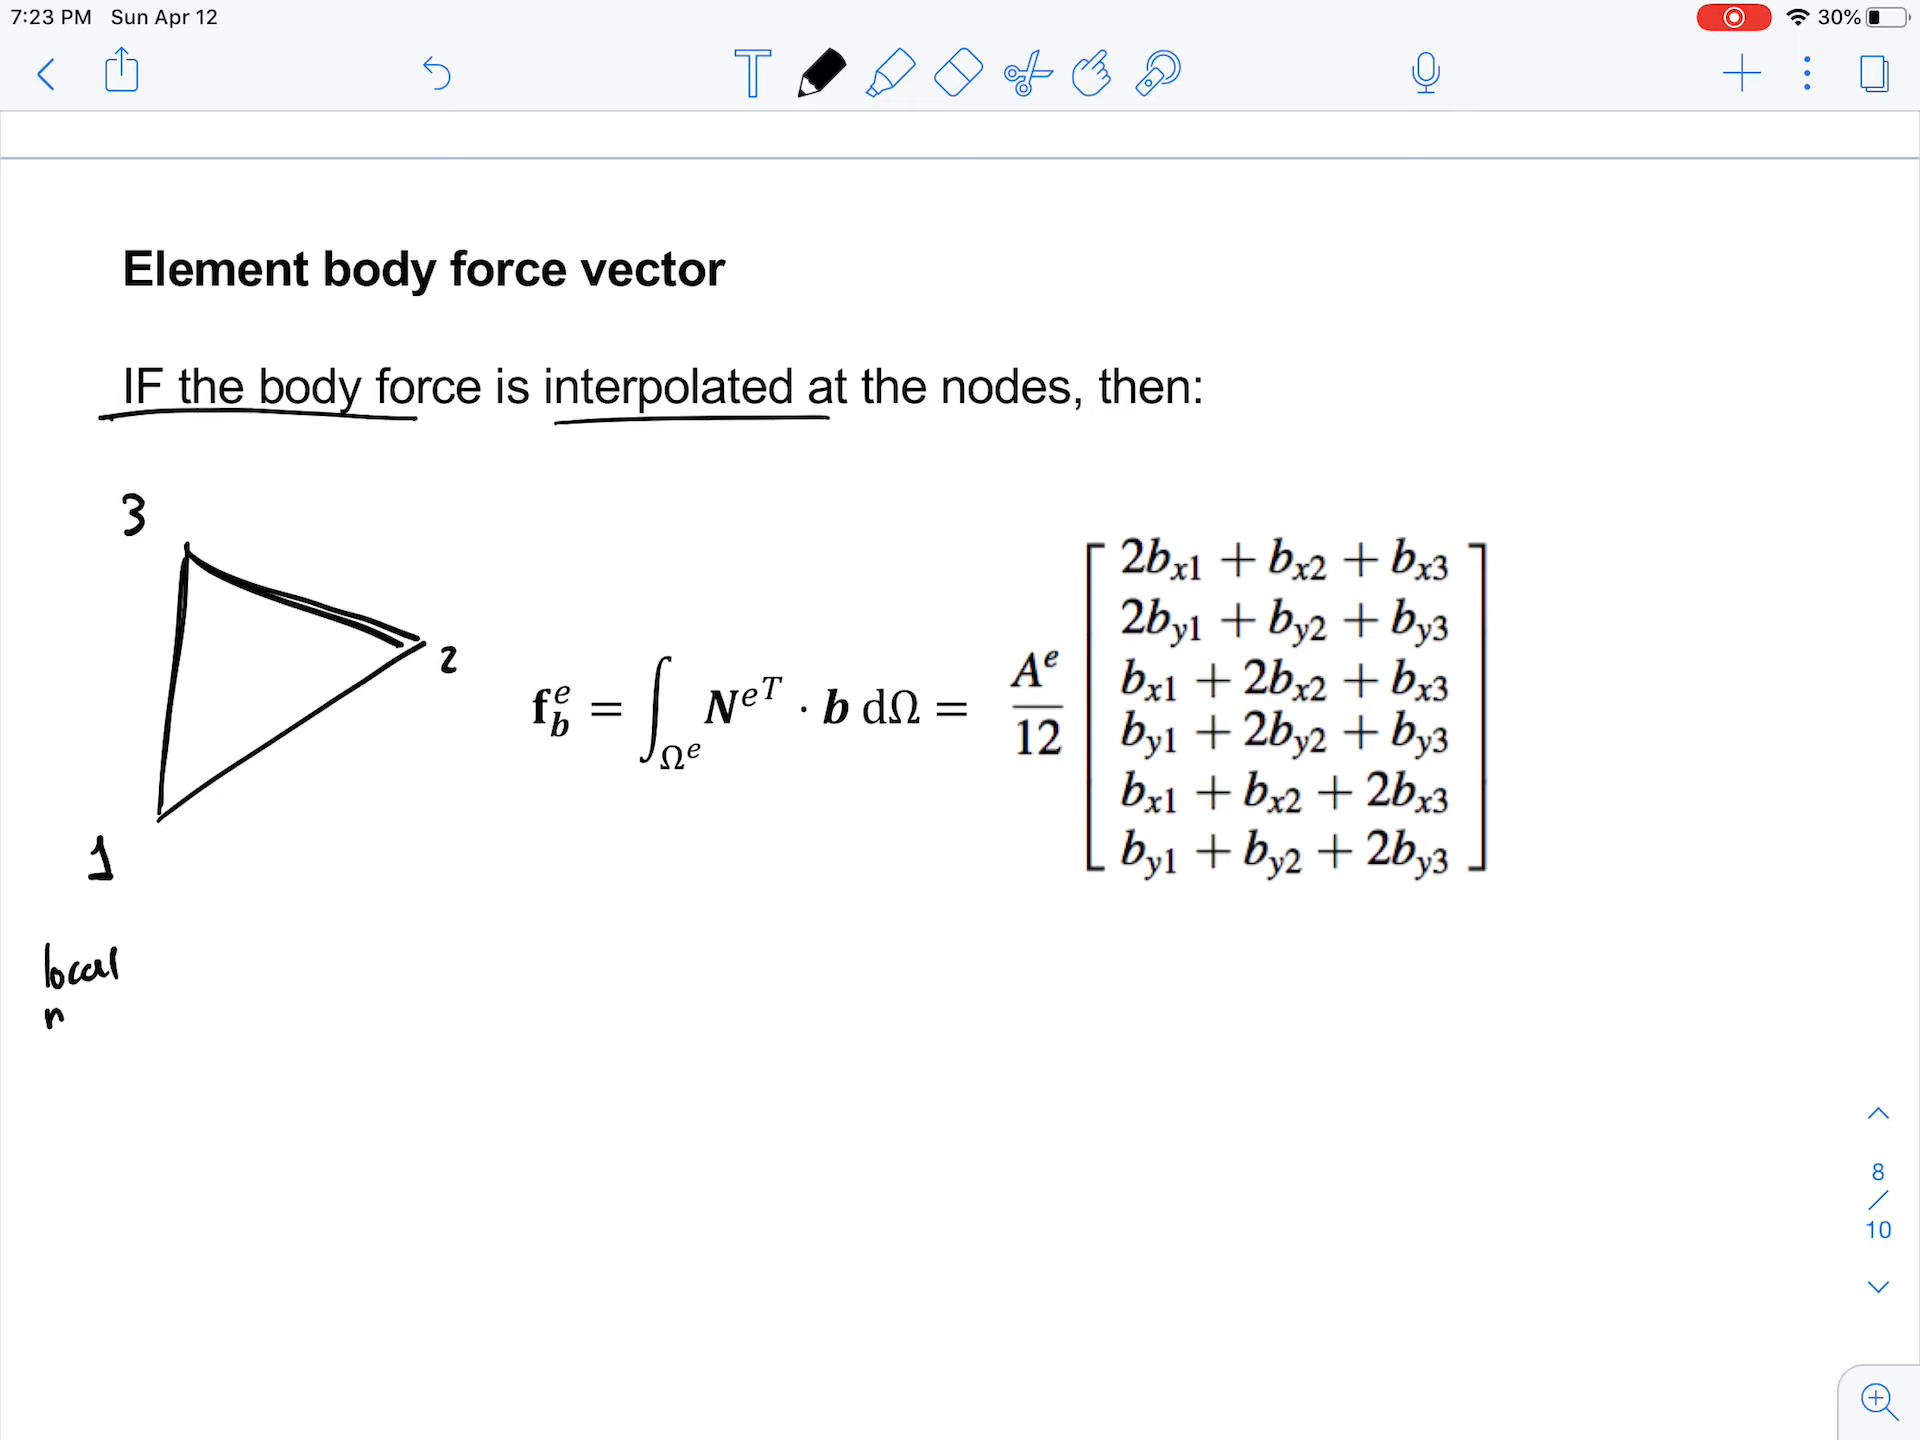 7:23 PM Sun Apr 12 30%
T
Element body force vector
IF the body force is interpolated at the nodes, then:
3
2
1
local
n
𝐟_b^e = ∫_{Ω^e} N^{eT} · b dΩ = A^e/12
2b_{x1} + b_{x2} + b_{x3}
2b_{y1} + b_{y2} + b_{y3}
b_{x1} + 2b_{x2} + b_{x3}
b_{y1} + 2b_{y2} + b_{y3}
b_{x1} + b_{x2} + 2b_{x3}
b_{y1} + b_{y2} + 2b_{y3}
8
/
10